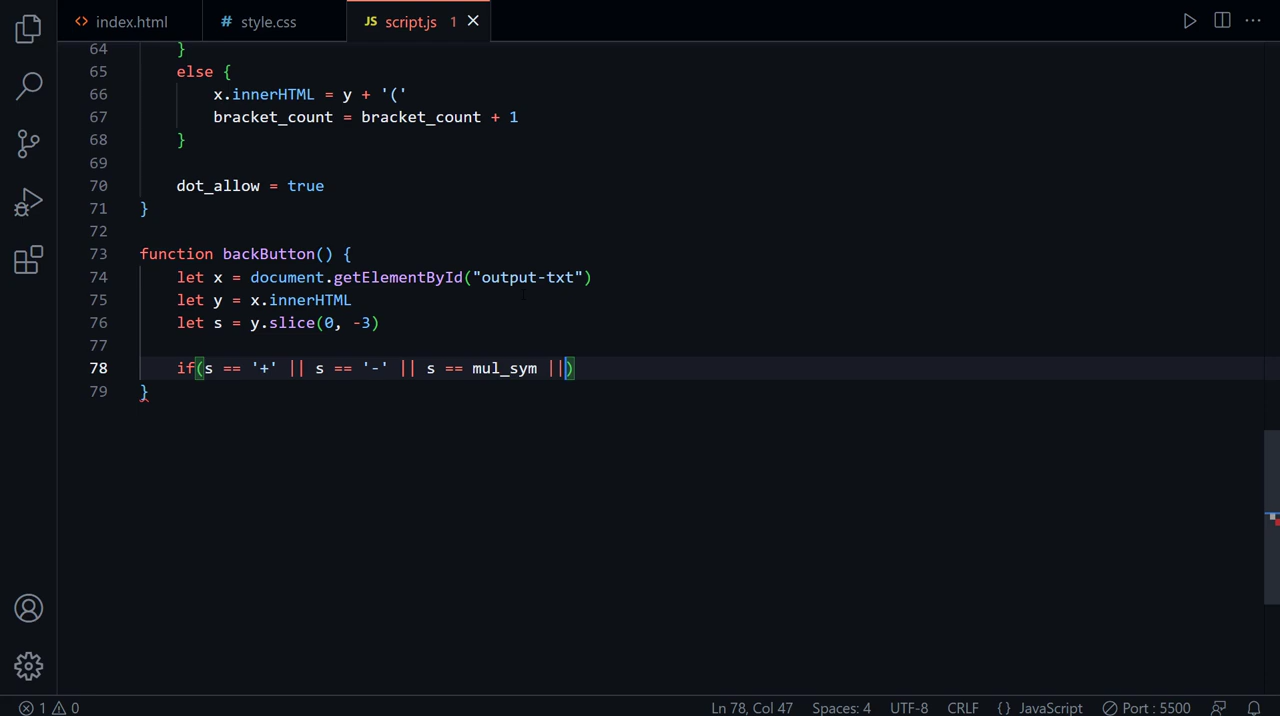 <> index.html # style.css JS script.js 1 ×
64 }
65 else {
66 x.innerHTML = y + '('
67 bracket_count = bracket_count + 1
68 }
69
70 dot_allow = true
71 }
72
73 function backButton() {
74 let x = document.getElementById("output-txt")
75 let y = x.innerHTML
76 let s = y.slice(0, -3)
77
78 if(s == '+' || s == '-' || s == mul_sym ||)
79 }
1 0 Ln 78, Col 47 Spaces: 4 UTF-8 CRLF {} JavaScript Port : 5500